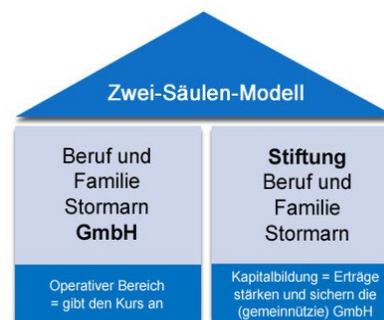 Zwei-Säulen-Modell
Beruf und
Familie
Stormarn
GmbH
Operativer Bereich
= gibt den Kurs an
Stiftung
Beruf und
Familie
Stormarn
Kapitalbildung = Erträge
stärken und sichern die
(gemeinnützie) GmbH